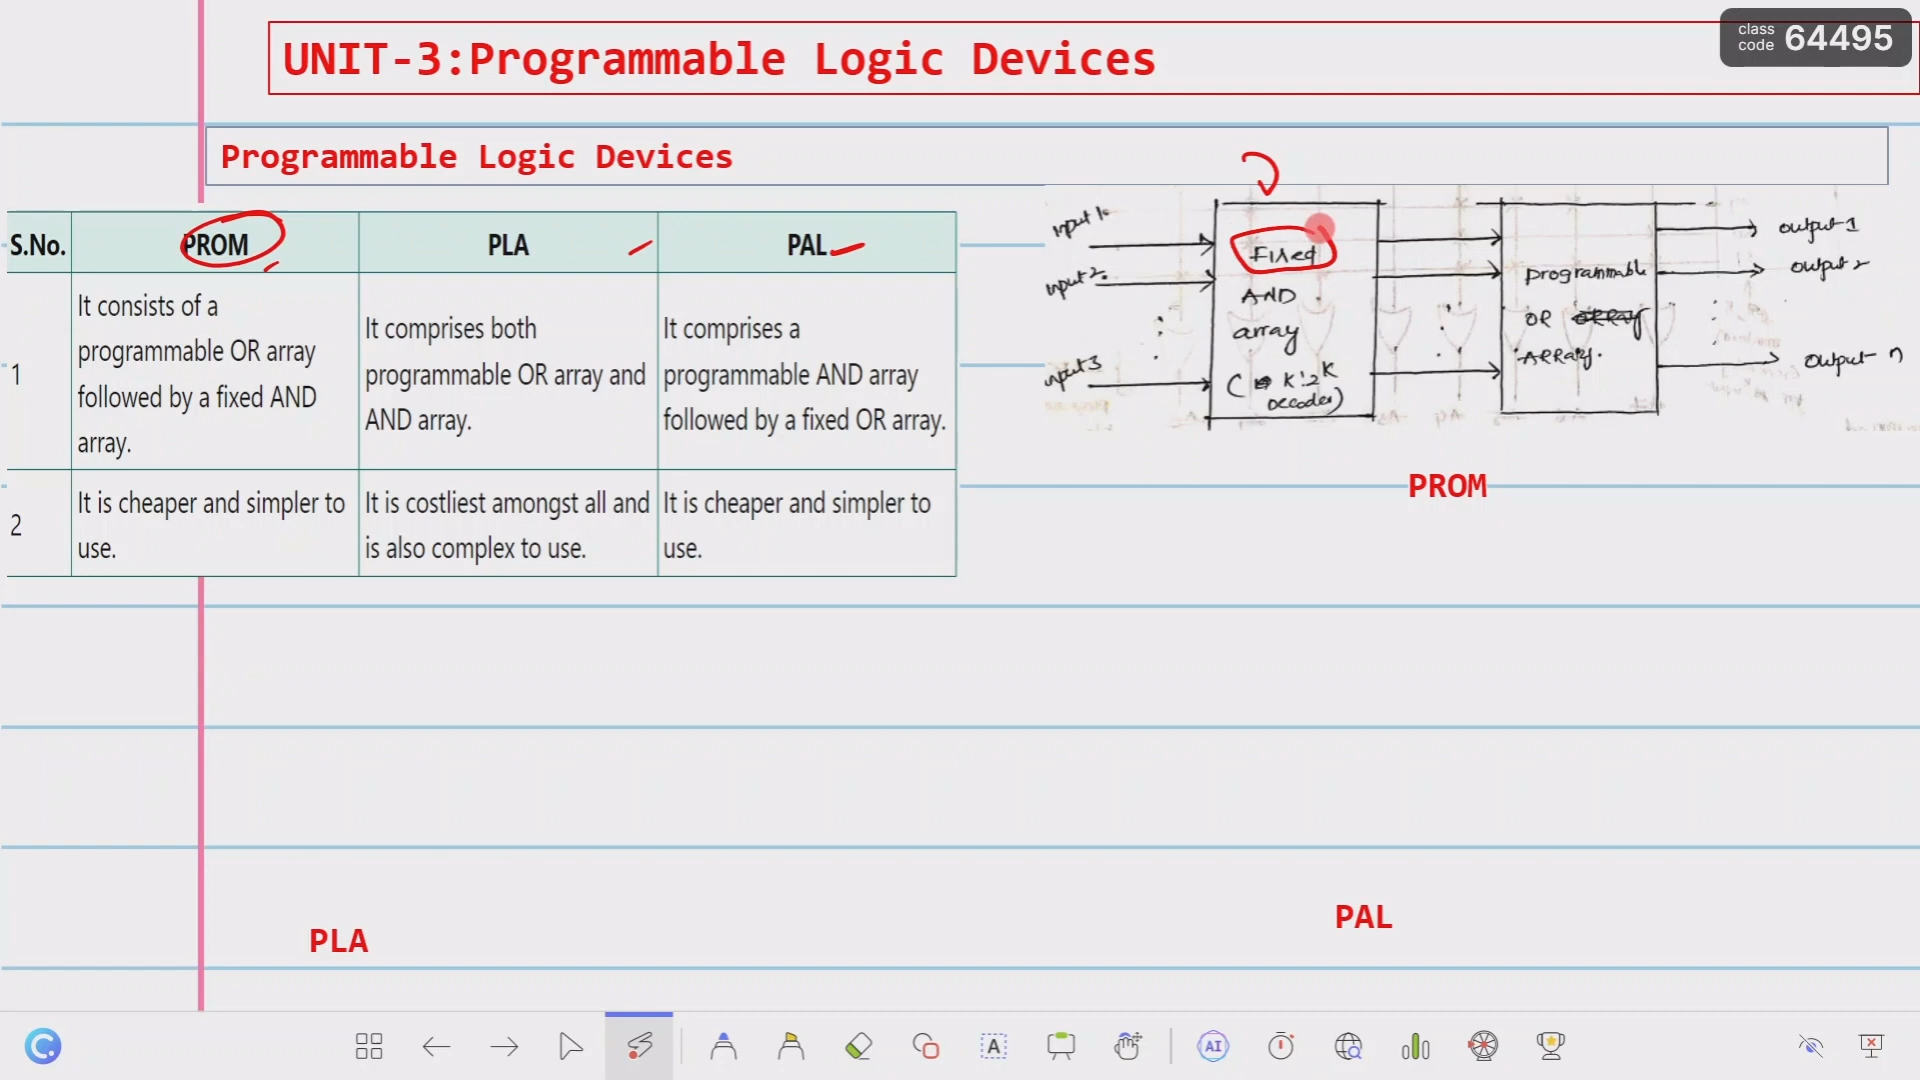 class code 64495
UNIT-3:Programmable Logic Devices
Programmable Logic Devices
S.No. PROM PLA PAL
1
It consists of a
programmable OR array
followed by a fixed AND
array.
It comprises both
programmable OR array and
AND array.
It comprises a
programmable AND array
followed by a fixed OR array.
2
It is cheaper and simpler to
use.
It is costliest amongst all and
is also complex to use.
It is cheaper and simpler to
use.
input 1.
input 2.
input 3
Fixed
AND
array
( K:2K
Decoder)
programmable
OR
ARRAY.
output 1
output 2
output n
PROM
PLA
PAL
A
AI